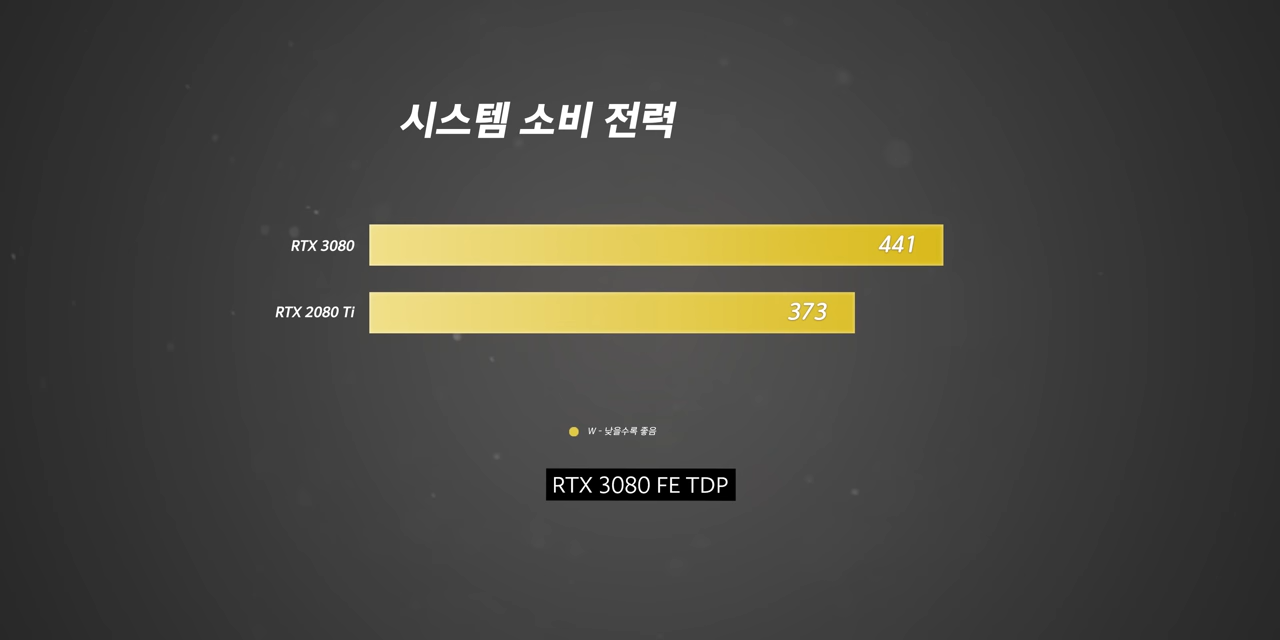 시스템 소비 전력
RTX 3080
441
RTX 2080 Ti
373
W - 낮을수록 좋음
RTX 3080 FE TDP